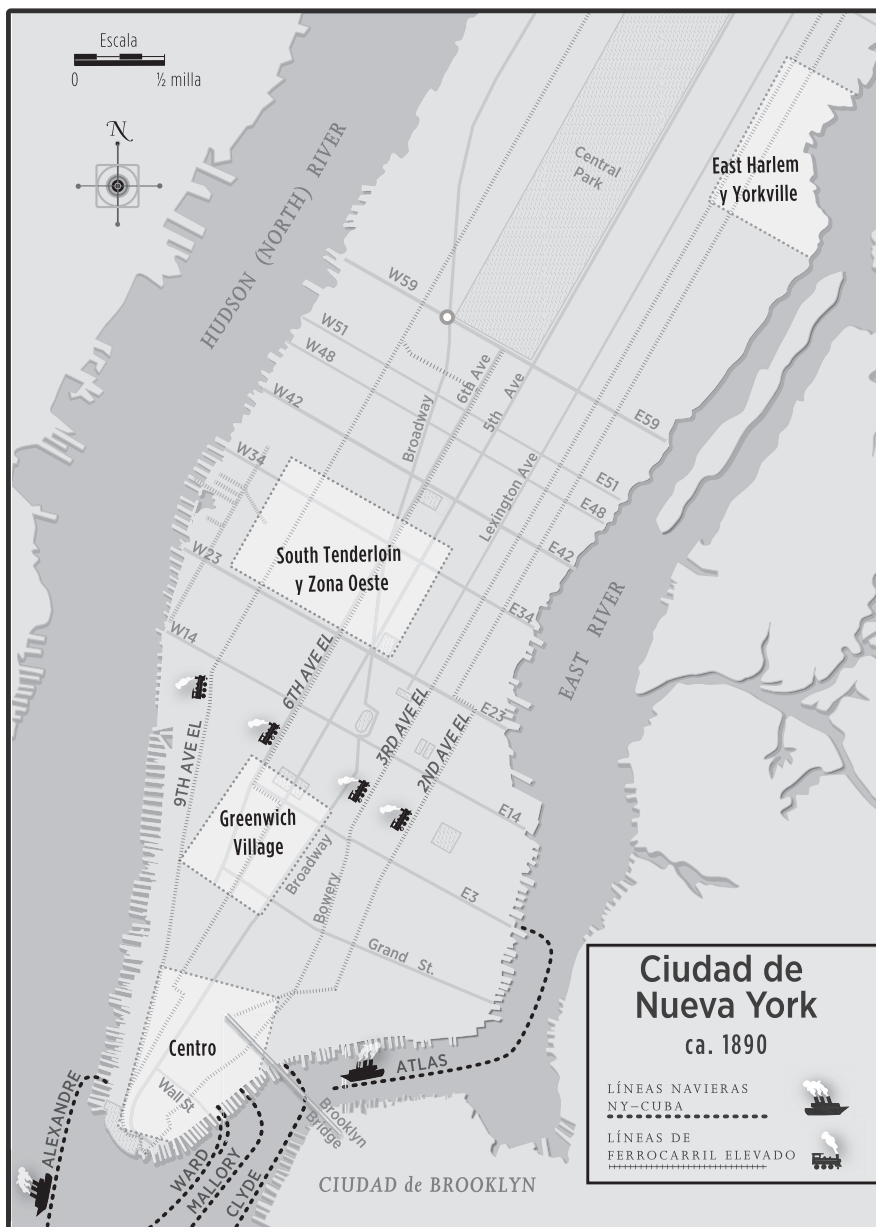 Escala
0 ½ milla
N
HUDSON (NORTH) RIVER
Central
Park
East Harlem
y Yorkville
W59
W51
W48
W42
W34
W23
W14
Broadway
6th Ave
5th Ave
Lexington Ave
E59
E51
E48
E42
E34
E23
E14
E3
South Tenderloin
y Zona Oeste
EAST RIVER
9TH AVE EL
6TH AVE EL
3RD AVE EL
2ND AVE EL
Greenwich
Village
Broadway
Bowery
Grand St.
Centro
Wall St
Brooklyn
Bridge
ALEXANDRE
WARD
MALLORY
CLYDE
ATLAS
CIUDAD de BROOKLYN
Ciudad de
Nueva York
ca. 1890
LÍNEAS NAVIERAS
NY–CUBA
LÍNEAS DE
FERROCARRIL ELEVADO